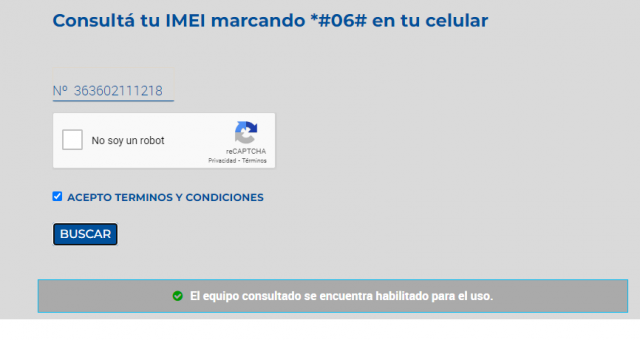 Consultá tu IMEI marcando *#06# en tu celular
Nº 363602111218
No soy un robot
reCAPTCHA
Privacidad - Términos
ACEPTO TERMINOS Y CONDICIONES
BUSCAR
El equipo consultado se encuentra habilitado para el uso.